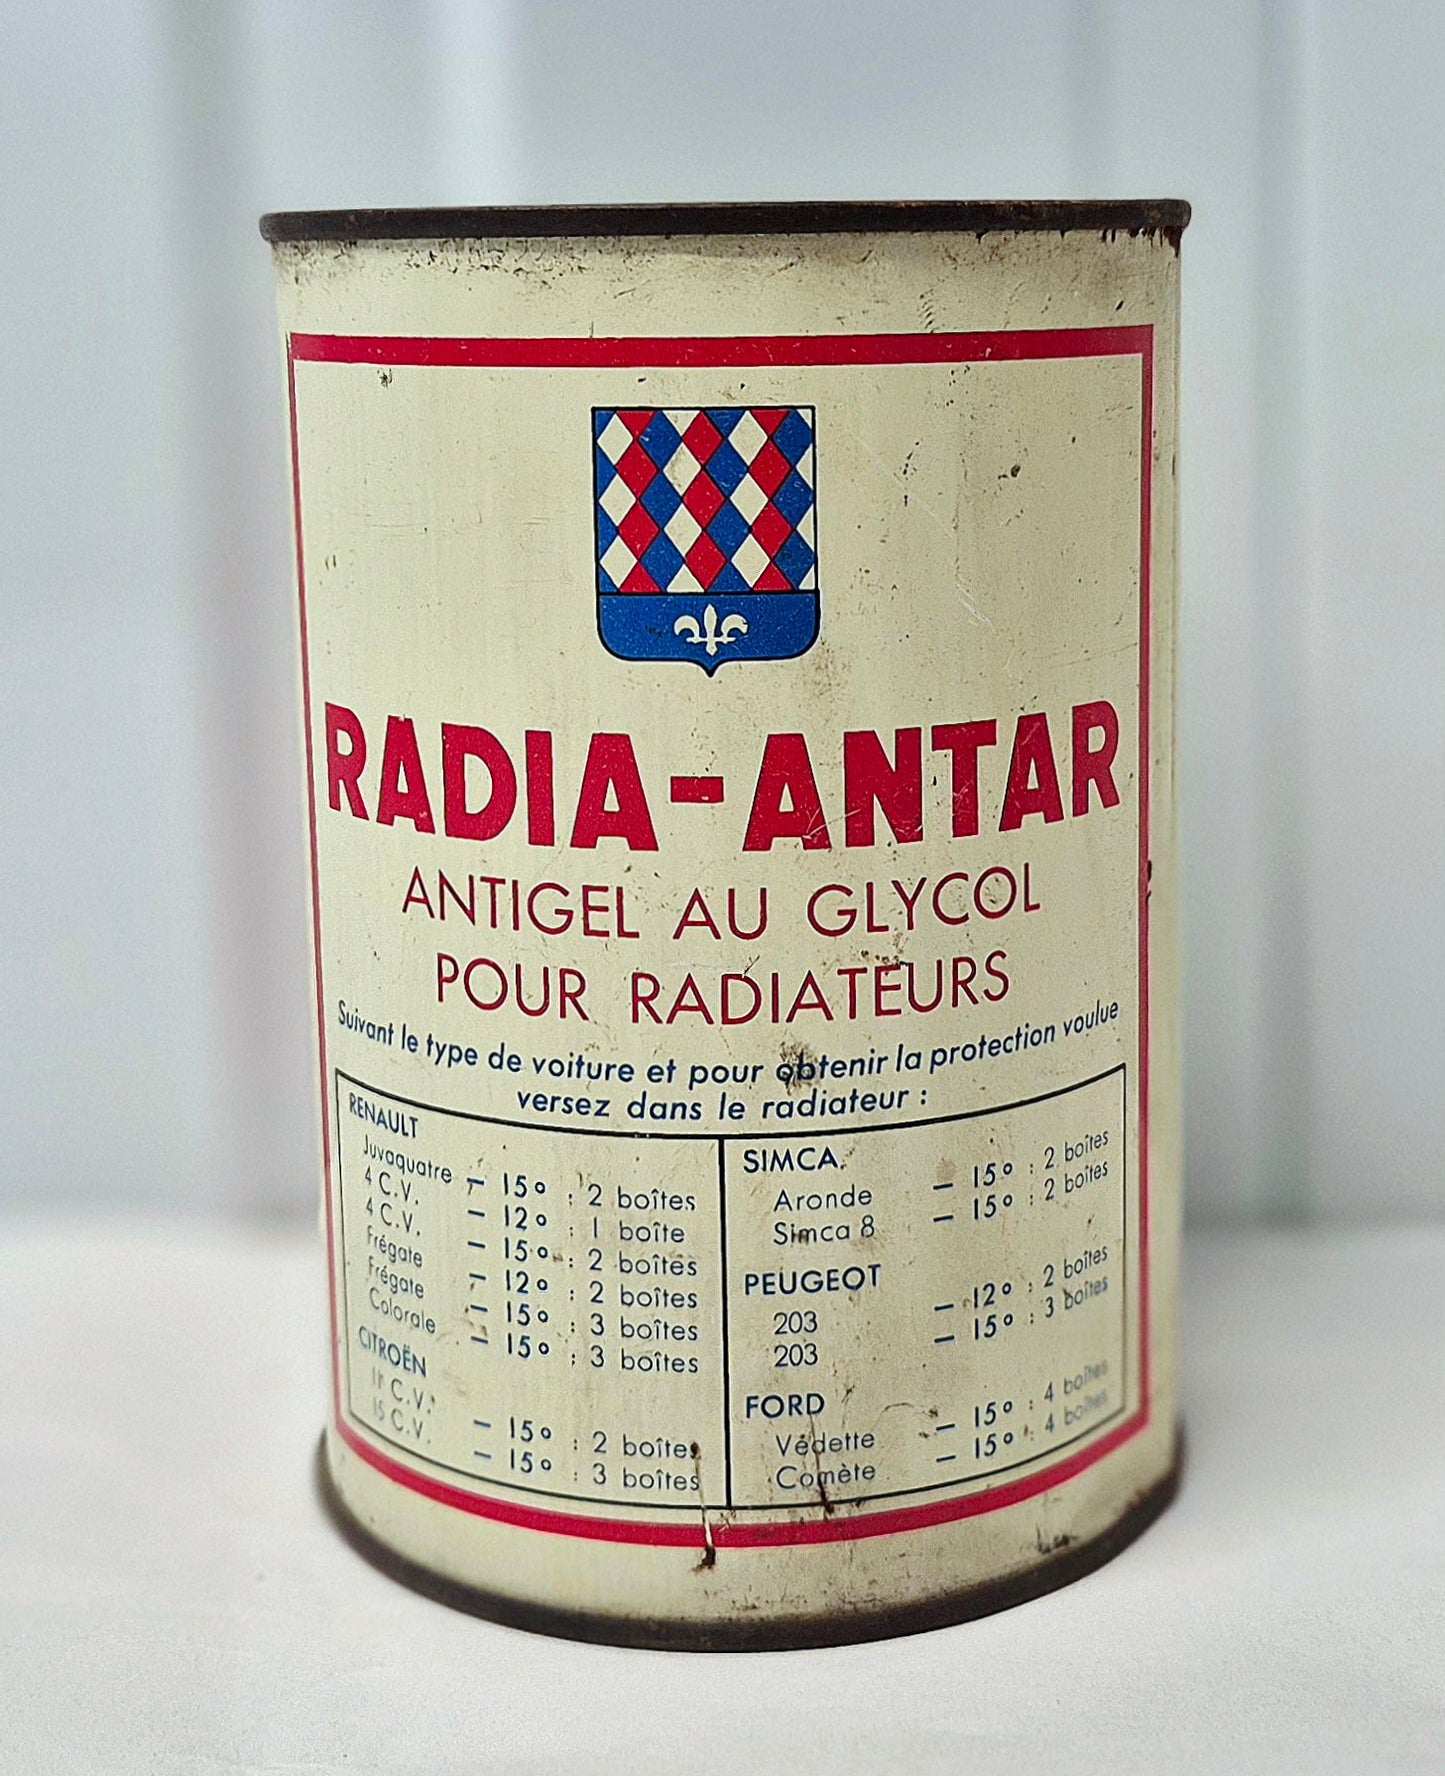 RADIA-ANTAR
ANTIGEL AU GLYCOL
POUR RADIATEURS
Suivant le type de voiture et pour obtenir la protection voulue
versez dans le radiateur :
RENAULT
Juvaquatre — 15° : 2 boîtes
4 C.V. — 12° : 1 boîte
4 C.V. — 15° : 2 boîtes
Frégate — 12° : 2 boîtes
Frégate — 15° : 3 boîtes
Colorale — 15° : 3 boîtes
CITROËN
11 C.V. — 15° : 2 boîtes
15 C.V. — 15° : 3 boîtes
SIMCA
Aronde — 15° : 2 boîtes
Simca 8 — 15° : 2 boîtes
PEUGEOT
203 — 12° : 2 boîtes
203 — 15° : 3 boîtes
FORD
Védette — 15° : 4 boîtes
Comète — 15° : 4 boîtes